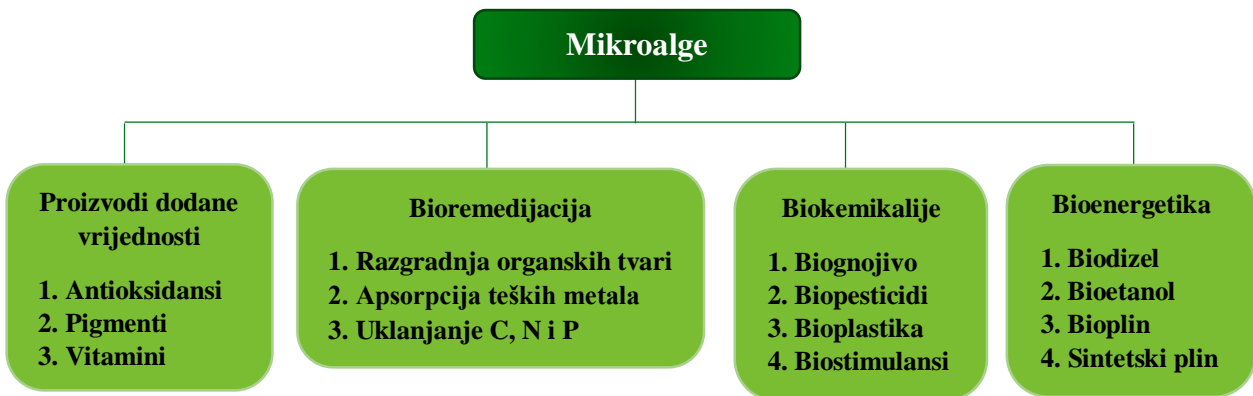 Mikroalge
Proizvodi dodane
vrijednosti
1. Antioksidansi
2. Pigmenti
3. Vitamini
Bioremedijacija
1. Razgradnja organskih tvari
2. Apsorpcija teških metala
3. Uklanjanje C, N i P
Biokemikalije
1. Biognojivo
2. Biopesticidi
3. Bioplastika
4. Biostimulansi
Bioenergetika
1. Biodizel
2. Bioetanol
3. Bioplin
4. Sintetski plin